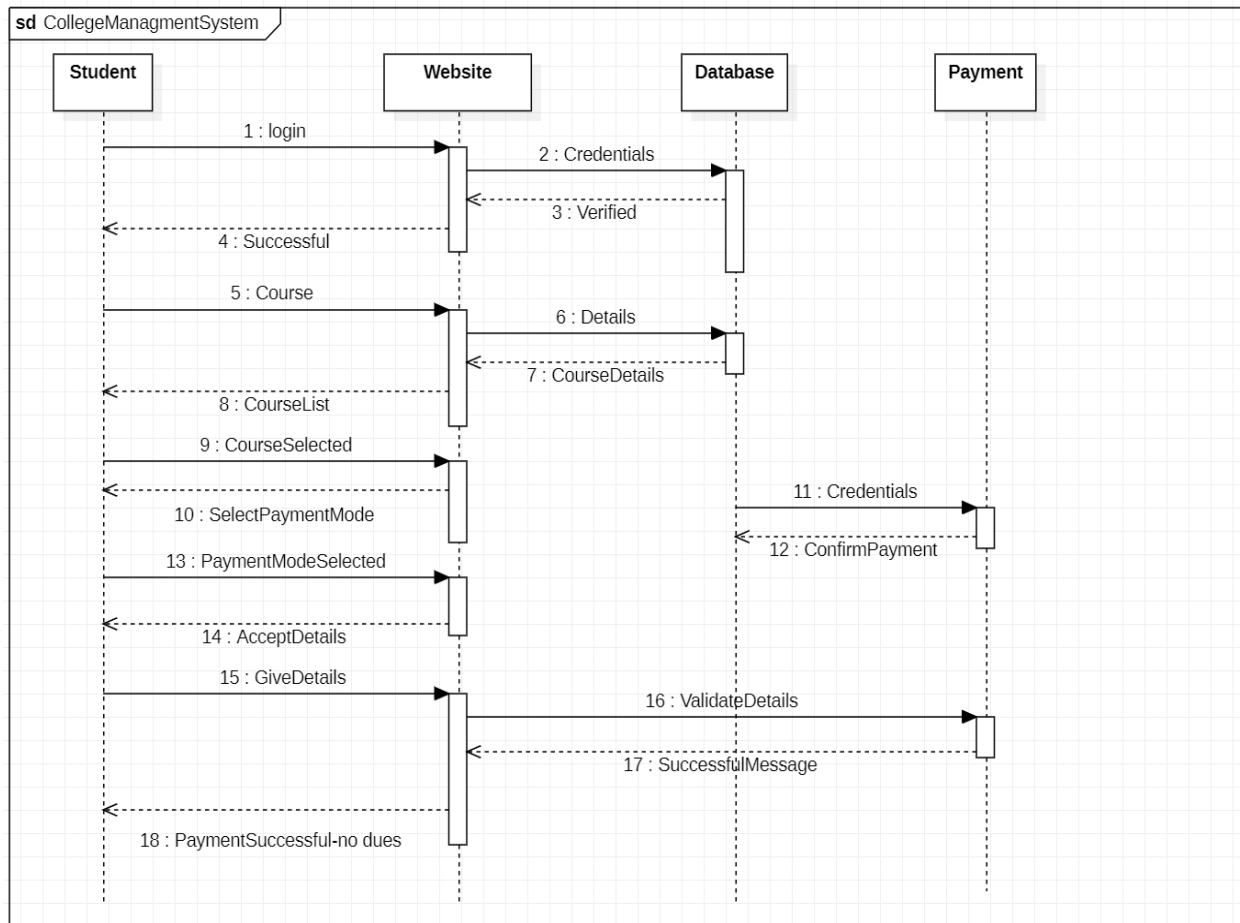 sd CollegeManagmentSystem
Student
Website
Database
Payment
1 : login
2 : Credentials
3 : Verified
4 : Successful
5 : Course
6 : Details
7 : CourseDetails
8 : CourseList
9 : CourseSelected
10 : SelectPaymentMode
11 : Credentials
12 : ConfirmPayment
13 : PaymentModeSelected
14 : AcceptDetails
15 : GiveDetails
16 : ValidateDetails
17 : SuccessfulMessage
18 : PaymentSuccessful-no dues